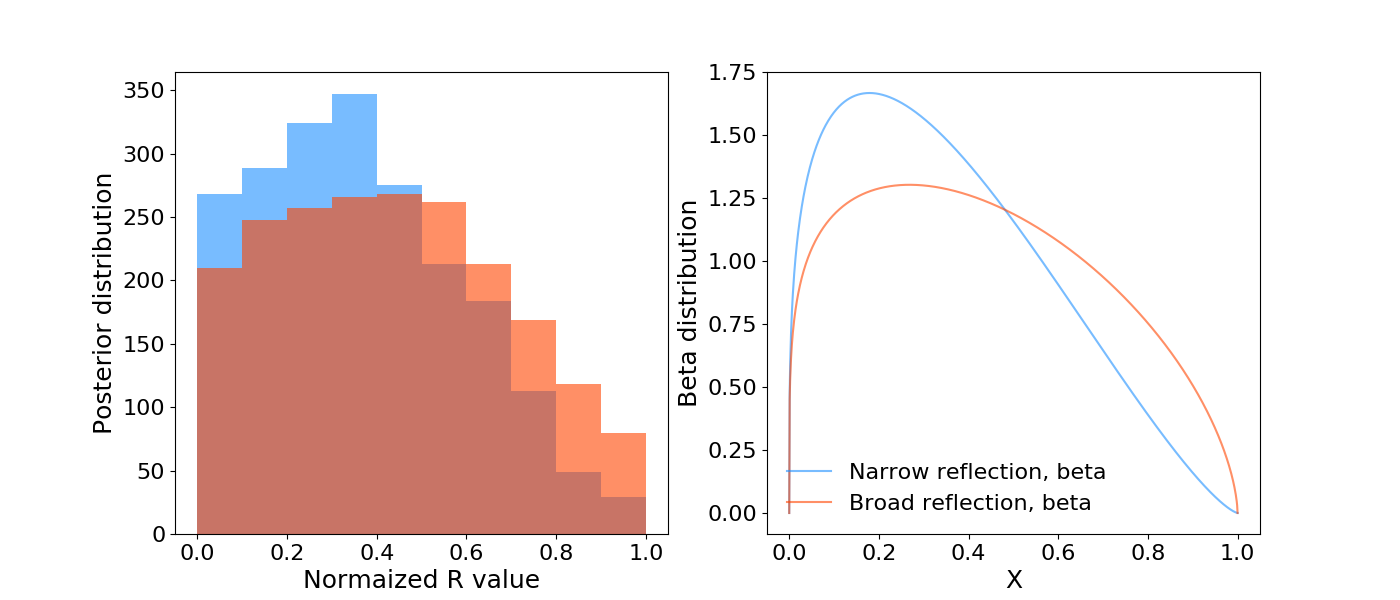 Posterior distribution
350
300
250
200
150
100
50
0
0.0 0.2 0.4 0.6 0.8 1.0
Normaized R value
Beta distribution
1.75
1.50
1.25
1.00
0.75
0.50
0.25
0.00
Narrow reflection, beta
Broad reflection, beta
0.0 0.2 0.4 0.6 0.8 1.0
X